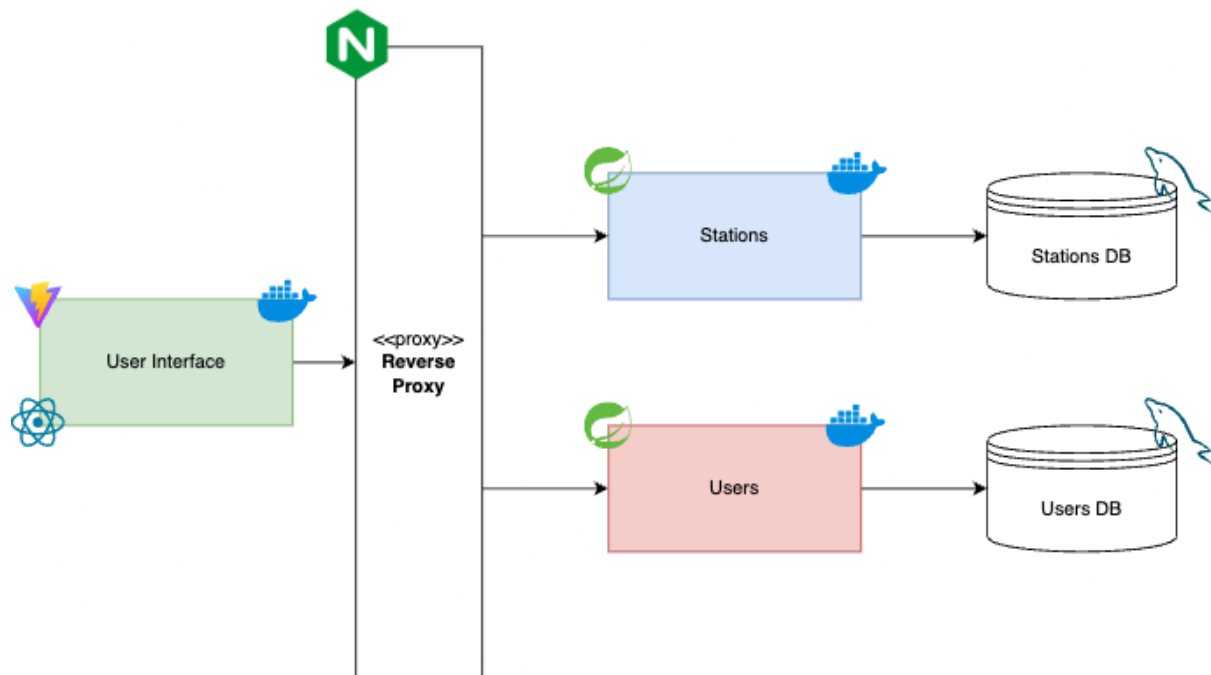 N
Stations
Stations DB
User Interface
<<proxy>>
Reverse
Proxy
Users
Users DB